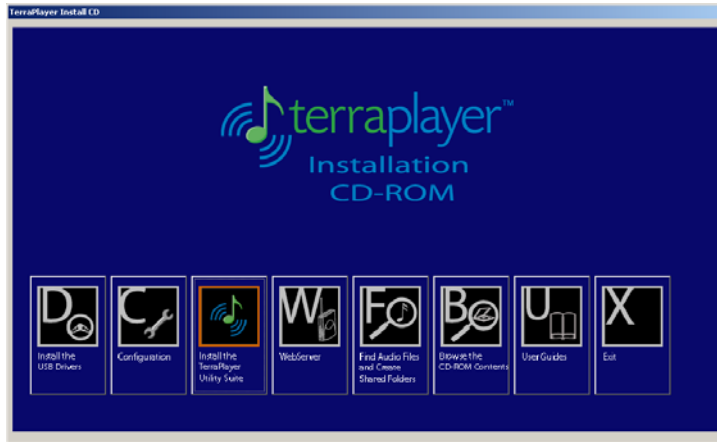 TerraPlayer Install CD
terraplayer™
Installation
CD-ROM
D
Install the
USB Drivers
C
Configuration
Install the
TerraPlayer
Utility Suite
W
WebServer
F
Find Audio Files
and Create
Shared Folders
B
Browse the
CD-ROM Contents
U
User Guides
X
Exit